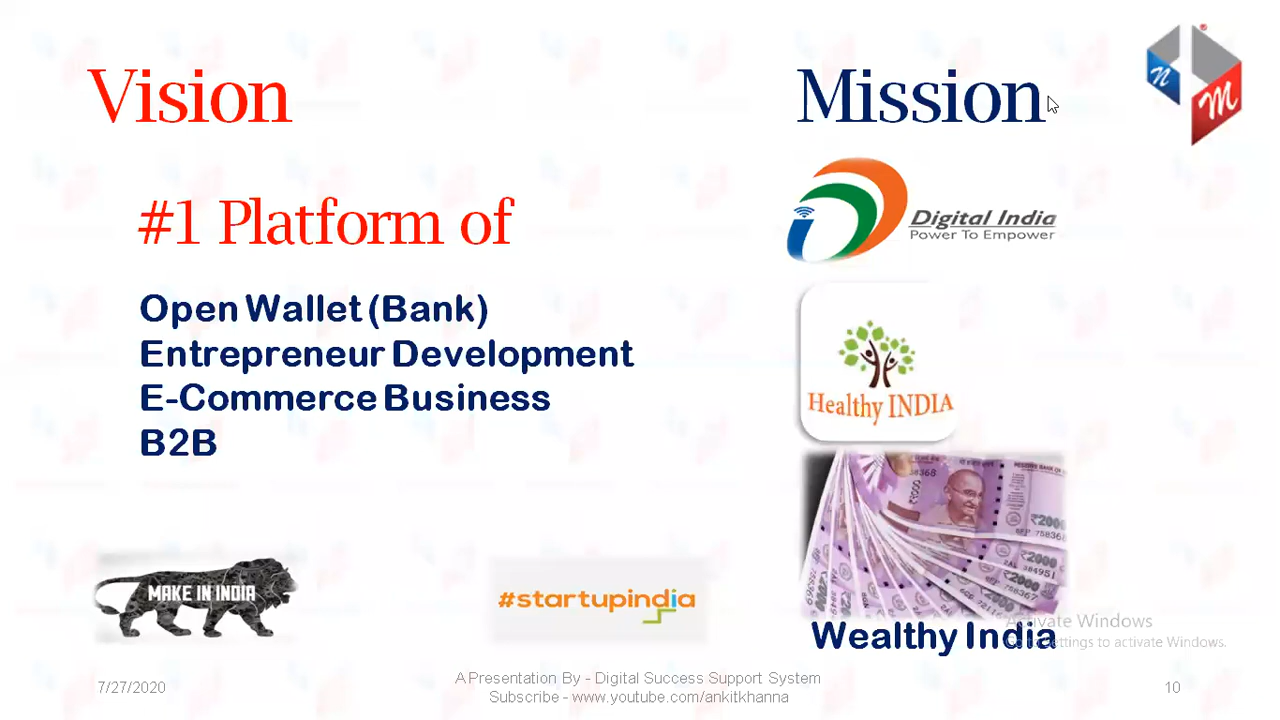 Vision
Mission
n m
#1 Platform of
Digital India
Power To Empower
Open Wallet (Bank)
Entrepreneur Development
E-Commerce Business
B2B
Healthy INDIA
MAKE IN INDIA
#startupindia
₹2000
Wealthy India
Activate Windows
Go to Settings to activate Windows.
7/27/2020
A Presentation By - Digital Success Support System
Subscribe - www.youtube.com/ankitkhanna
10